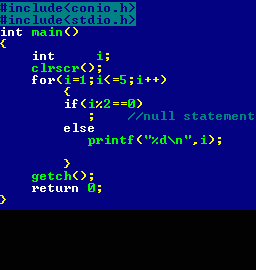 #include<conio.h>
#include<stdio.h>
int main()
{
    int     i;
    clrscr();
    for(i=1;i<=5;i++)
        {
        if(i%2==0)
            ;    //null statement
        else
            printf("%d\n",i);

        }
    getch();
    return 0;
}